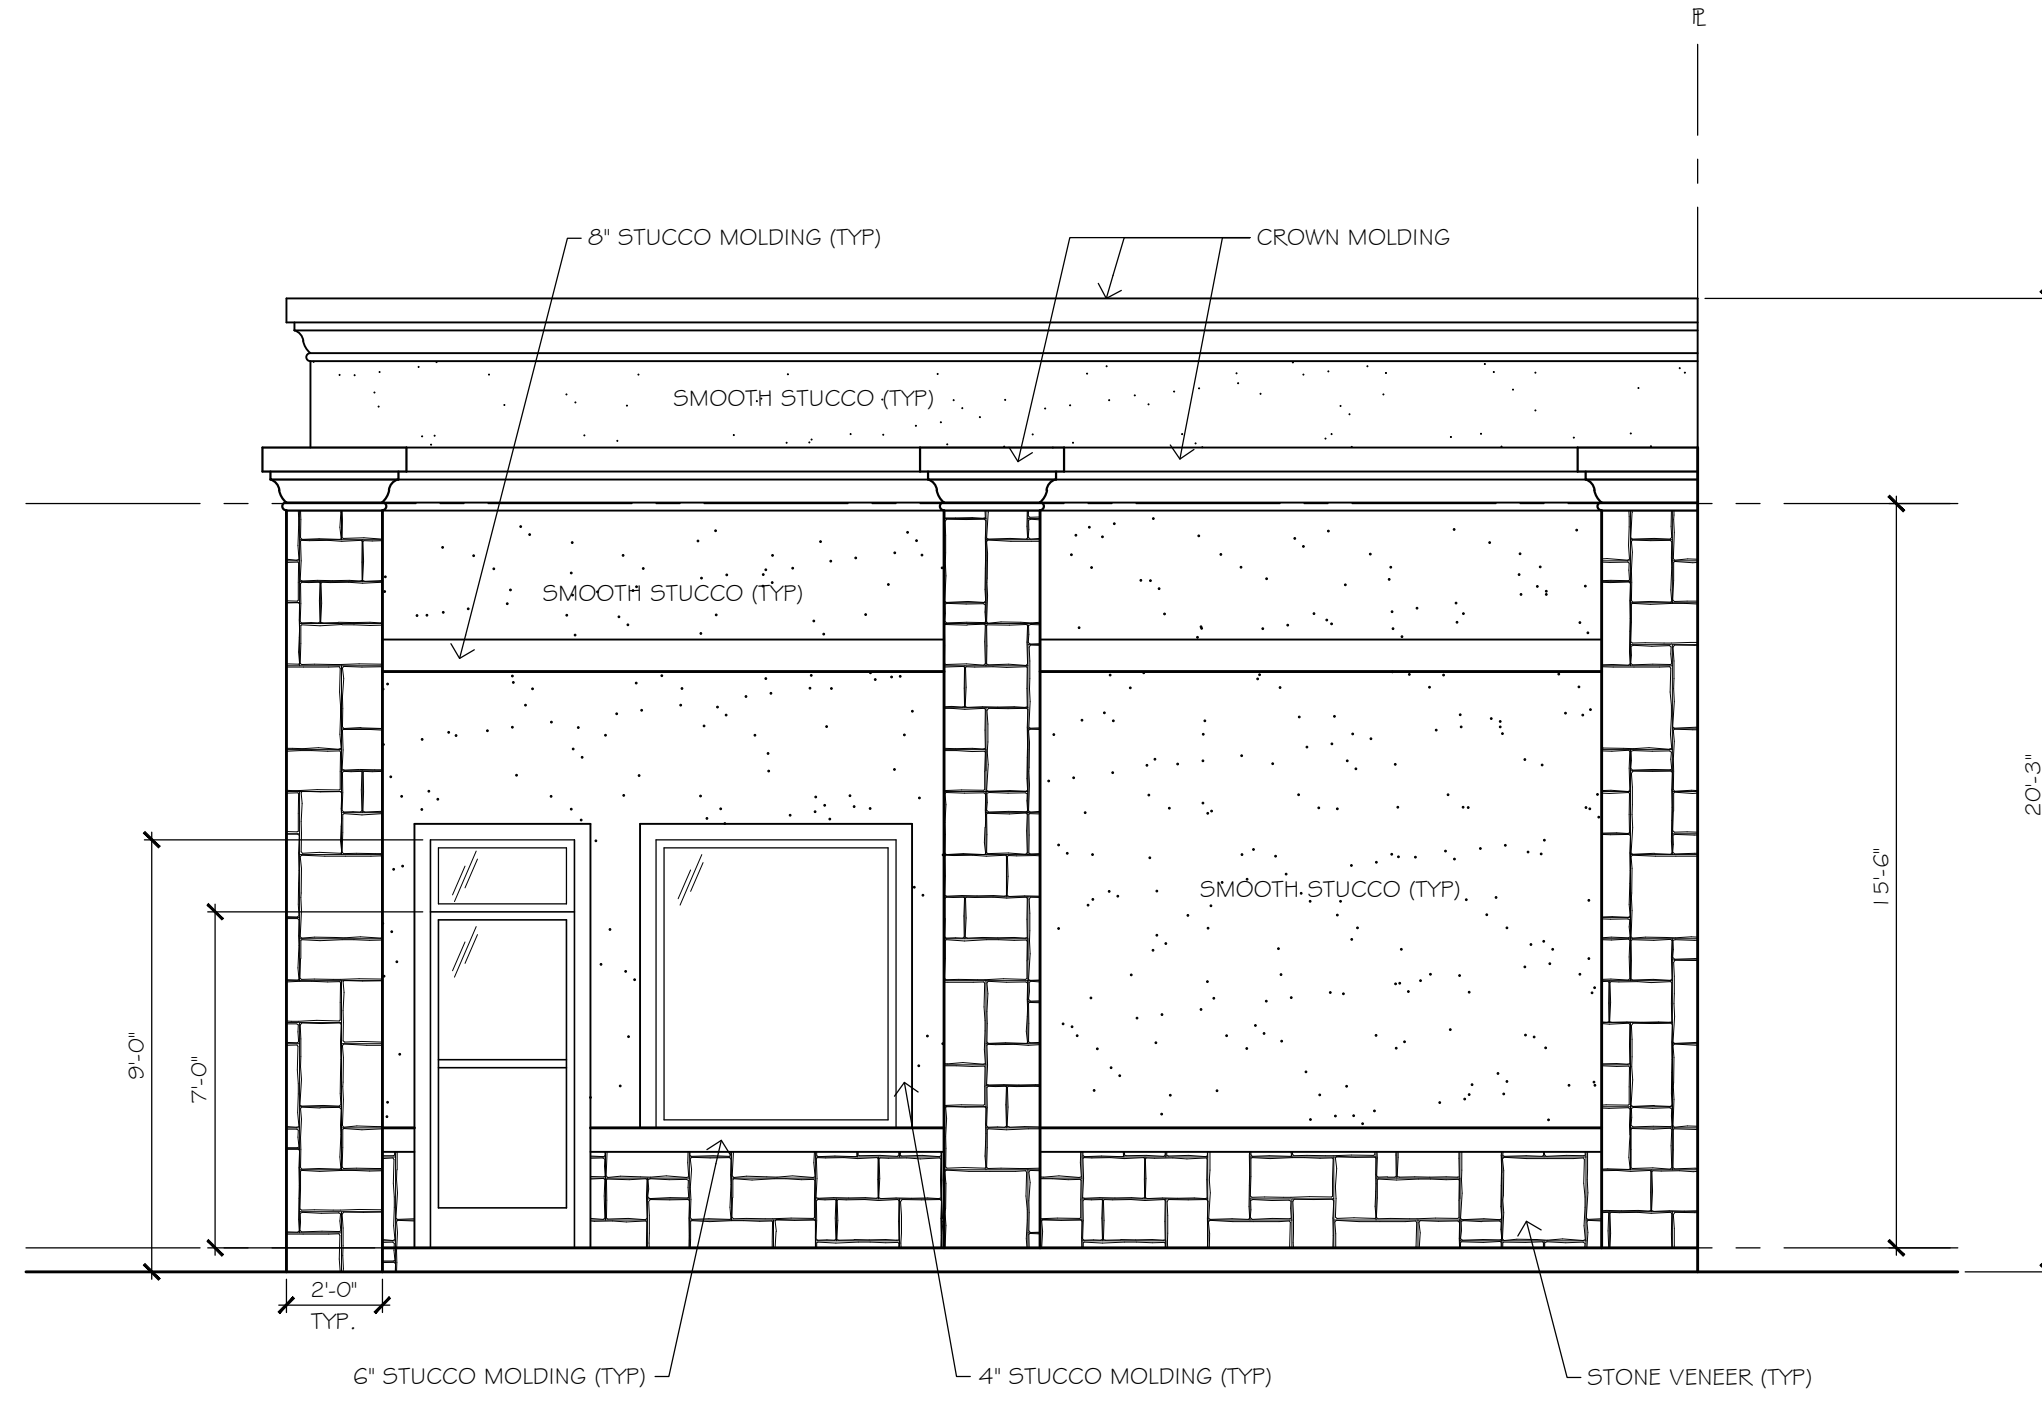 PL
8" STUCCO MOLDING (TYP)
CROWN MOLDING
SMOOTH STUCCO (TYP)
SMOOTH STUCCO (TYP)
20'-3"
15'-6"
SMOOTH STUCCO (TYP)
9'-0"
7'-0"
2'-0"
TYP.
6" STUCCO MOLDING (TYP)
4" STUCCO MOLDING (TYP)
STONE VENEER (TYP)